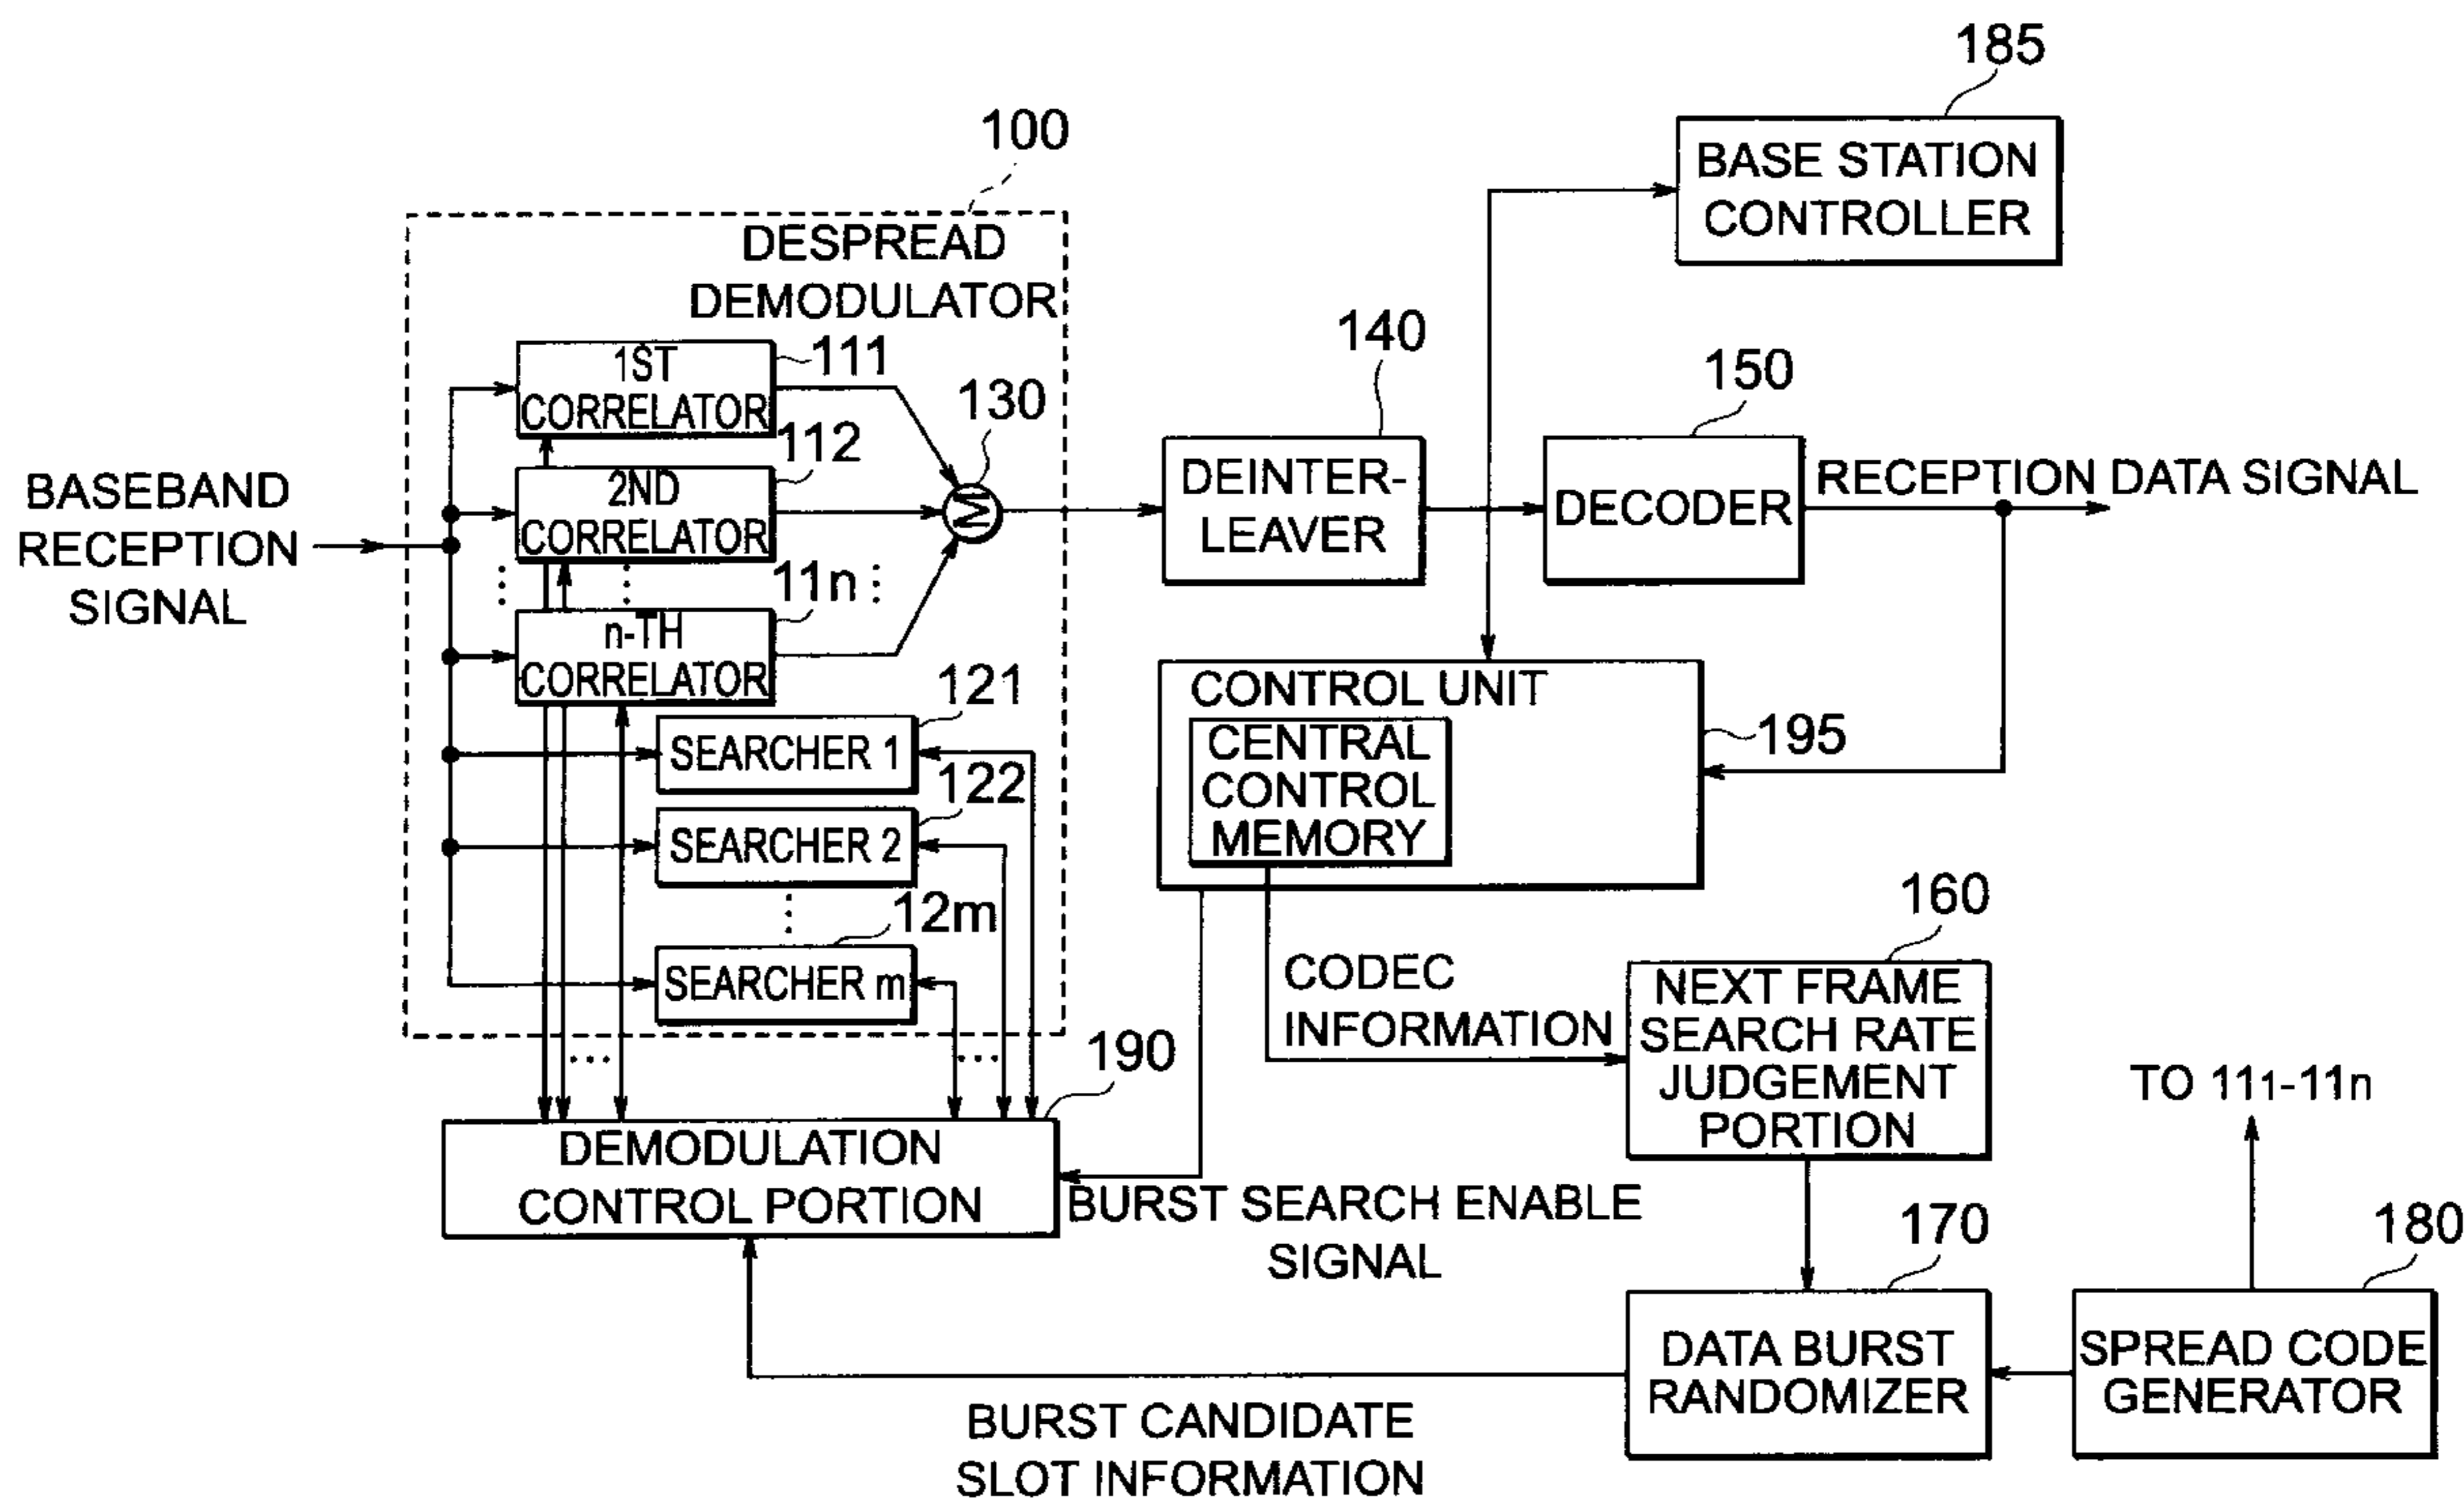 185
BASE STATION
CONTROLLER
100
DESPREAD
DEMODULATOR
1ST
CORRELATOR
111
2ND
CORRELATOR
112
n-TH
CORRELATOR
11n
130
Σ
BASEBAND
RECEPTION
SIGNAL
140
DEINTER-
LEAVER
150
DECODER
RECEPTION DATA SIGNAL
SEARCHER 1
121
SEARCHER 2
122
SEARCHER m
12m
CONTROL UNIT
CENTRAL
CONTROL
MEMORY
195
CODEC
INFORMATION
160
NEXT FRAME
SEARCH RATE
JUDGEMENT
PORTION
190
DEMODULATION
CONTROL PORTION
BURST SEARCH ENABLE
SIGNAL
TO 111-11n
170
DATA BURST
RANDOMIZER
180
SPREAD CODE
GENERATOR
BURST CANDIDATE
SLOT INFORMATION